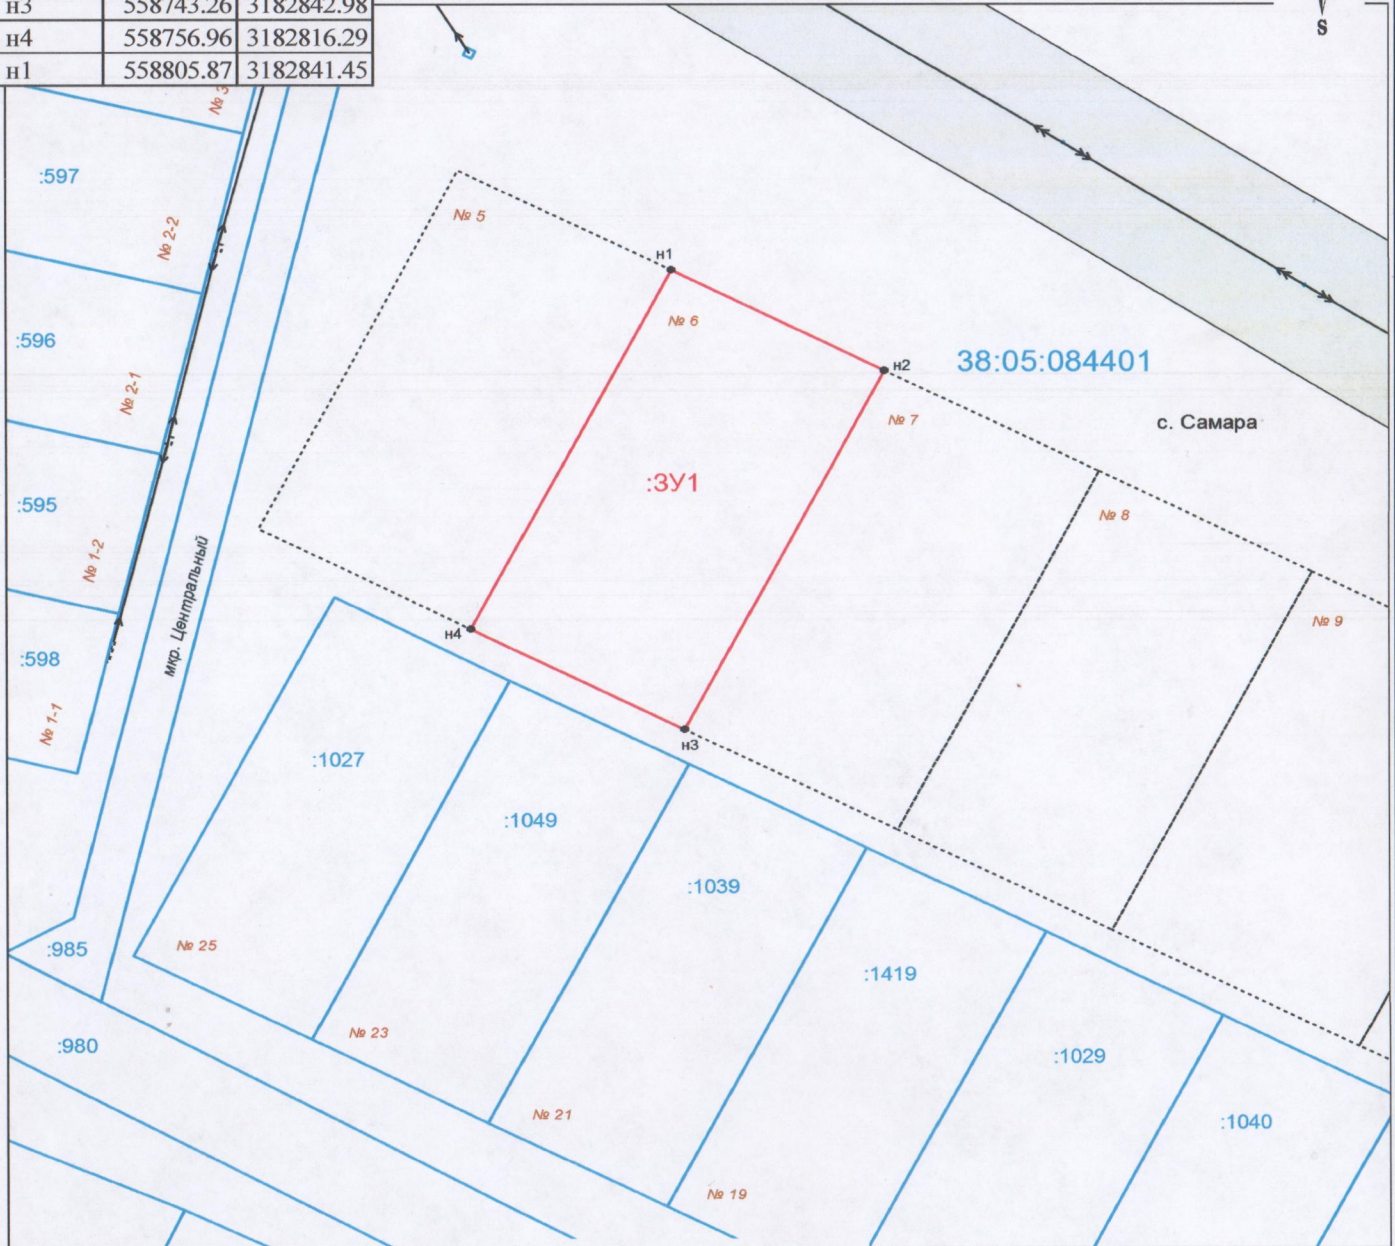 н3 558743.26 3182842.98
н4 558756.96 3182816.29
н1 558805.87 3182841.45
S
№ 3
:597
№ 2-2
№ 5
н1
№ 6
:596
н2
38:05:084401
№ 2-1
№ 7
с. Самара
:ЗУ1
:595
№ 8
№ 1-2
мкр. Центральный
№ 9
н4
:598
№ 1-1
н3
:1027
:1049
:1039
№ 25
:985
:1419
№ 23
:980
:1029
№ 21
:1040
№ 19